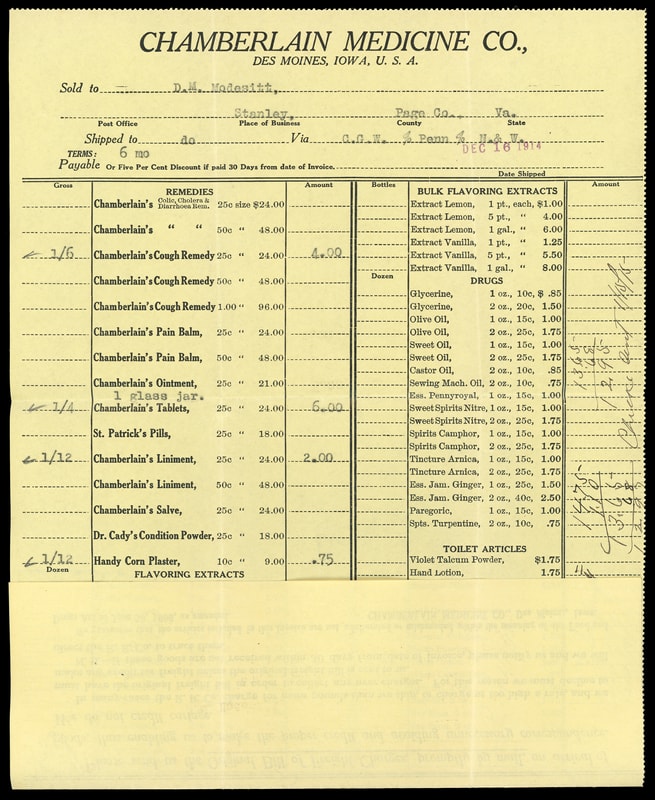 CHAMBERLAIN MEDICINE CO.,
DES MOINES, IOWA, U. S. A.
Sold to D.M. Modesitt,
Stanley, Page Co., Va.
Post Office Place of Business County State
Shipped to do Via C.G.W. c/o Penn c/o N.& W.
TERMS: 6 mo DEC 16 1914
Payable Or Five Per Cent Discount if paid 30 Days from date of Invoice.
Date Shipped
Gross Amount Bottles Amount
REMEDIES
Chamberlain's Colic, Cholera & Diarrhoea Rem. 25c size $24.00
Chamberlain's " " 50c " 48.00
1/6 Chamberlain's Cough Remedy 25c " 24.00 4.00
Chamberlain's Cough Remedy 50c " 48.00
Chamberlain's Cough Remedy 1.00 " 96.00
Chamberlain's Pain Balm, 25c " 24.00
Chamberlain's Pain Balm, 50c " 48.00
Chamberlain's Ointment, 25c " 21.00
1 glass jar.
1/4 Chamberlain's Tablets, 25c " 24.00 6.00
St. Patrick's Pills, 25c " 18.00
1/12 Chamberlain's Liniment, 25c " 24.00 2.00
Chamberlain's Liniment, 50c " 48.00
Chamberlain's Salve, 25c " 24.00
Dr. Cady's Condition Powder, 25c " 18.00
1/12 Handy Corn Plaster, 10c " 9.00 .75
Dozen
FLAVORING EXTRACTS
BULK FLAVORING EXTRACTS
Extract Lemon, 1 pt., each, $1.00
Extract Lemon, 5 pt., " 4.00
Extract Lemon, 1 gal., " 6.00
Extract Vanilla, 1 pt., " 1.25
Extract Vanilla, 5 pt., " 5.50
Extract Vanilla, 1 gal., " 8.00
Dozen
DRUGS
Glycerine, 1 oz., 10c, $ .85
Glycerine, 2 oz., 20c, 1.50
Olive Oil, 1 oz., 15c, 1.00
Olive Oil, 2 oz., 25c, 1.75
Sweet Oil, 1 oz., 15c, 1.00
Sweet Oil, 2 oz., 25c, 1.75
Castor Oil, 2 oz., 10c, .85
Sewing Mach. Oil, 2 oz., 10c, .75
Ess. Pennyroyal, 1 oz., 15c, 1.00
Sweet Spirits Nitre, 1 oz., 15c, 1.00
Sweet Spirits Nitre, 2 oz., 25c, 1.75
Spirits Camphor, 1 oz., 15c, 1.00
Spirits Camphor, 2 oz., 25c, 1.75
Tincture Arnica, 1 oz., 15c, 1.00
Tincture Arnica, 2 oz., 25c, 1.75
Ess. Jam. Ginger, 1 oz., 25c, 1.50
Ess. Jam. Ginger, 2 oz., 40c, 2.50
Paregoric, 1 oz., 15c, 1.00
Spts. Turpentine, 2 oz., 10c, .75
TOILET ARTICLES
Violet Talcum Powder, $1.75
Hand Lotion, 1.75
1475
110
1365
68
1365
68
1295